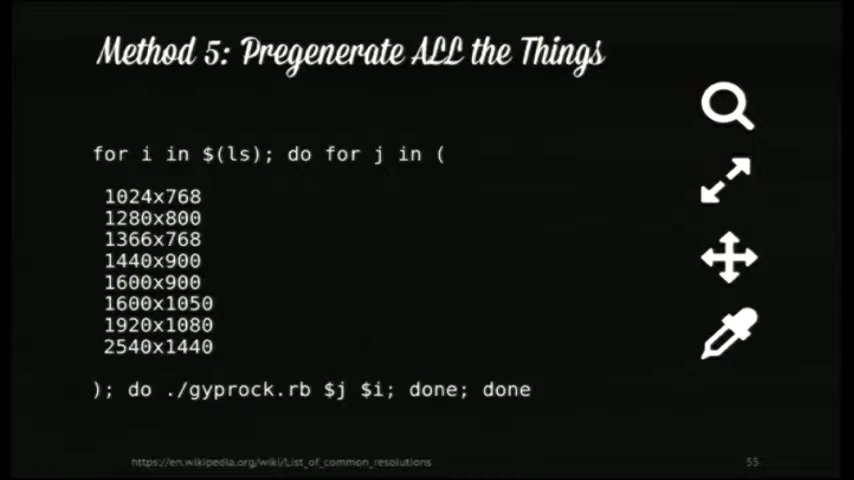 Method 5: Pregenerate ALL the Things
for i in $(ls); do for j in (
1024x768
1280x800
1366x768
1440x900
1600x900
1600x1050
1920x1080
2540x1440
); do ./gyprock.rb $j $i; done; done
https://en.wikipedia.org/wiki/List_of_common_resolutions
55